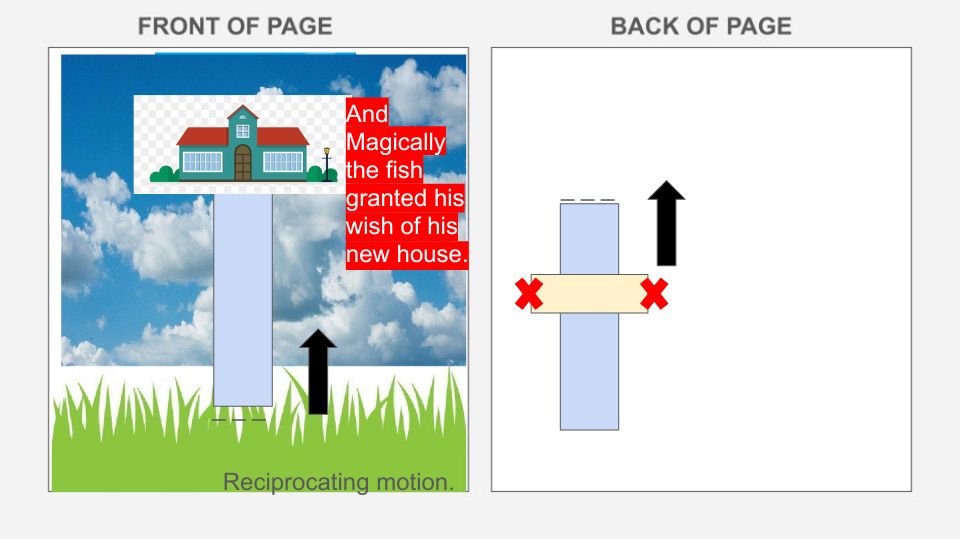 FRONT OF PAGE
BACK OF PAGE
And
Magically
the fish
granted his
wish of his
new house.
Reciprocating motion.